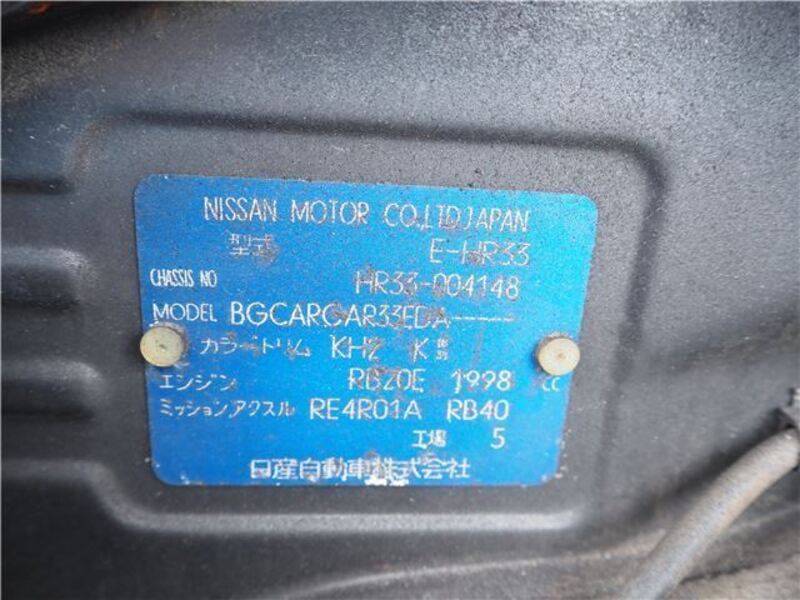 NISSAN MOTOR CO.,LTD.JAPAN
型式 E-HR33
CHASSIS NO HR33-004148
MODEL BGCARGAR33EDA-----
カラートリム KH2 K
エンジン RB20E 1998 CC
ミッションアクスル RE4R01A RB40
工場 5
日産自動車株式会社